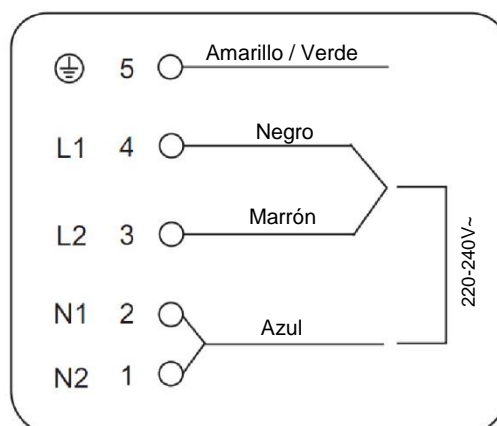 5 Amarillo / Verde
L1 4 Negro
L2 3 Marrón
220-240V~
N1 2
Azul
N2 1